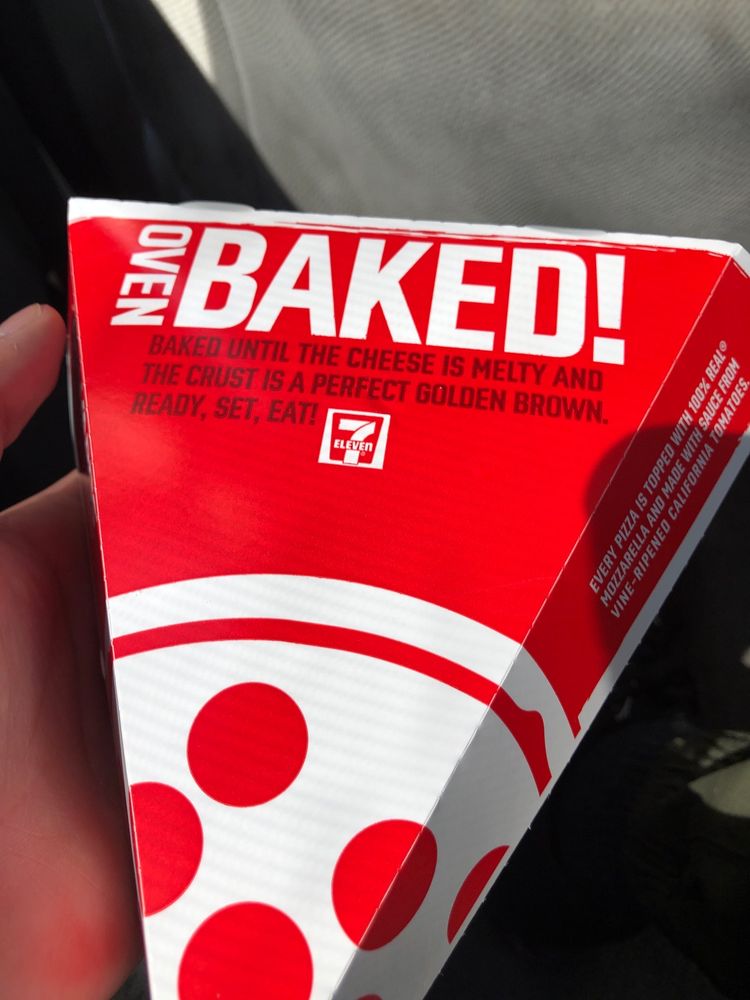 OVEN
BAKED!
BAKED UNTIL THE CHEESE IS MELTY AND
THE CRUST IS A PERFECT GOLDEN BROWN.
READY, SET, EAT!
7
ELEVEn
®
EVERY PIZZA IS TOPPED WITH 100% REAL®
MOZZARELLA AND MADE WITH SAUCE FROM
VINE-RIPENED CALIFORNIA TOMATOES.